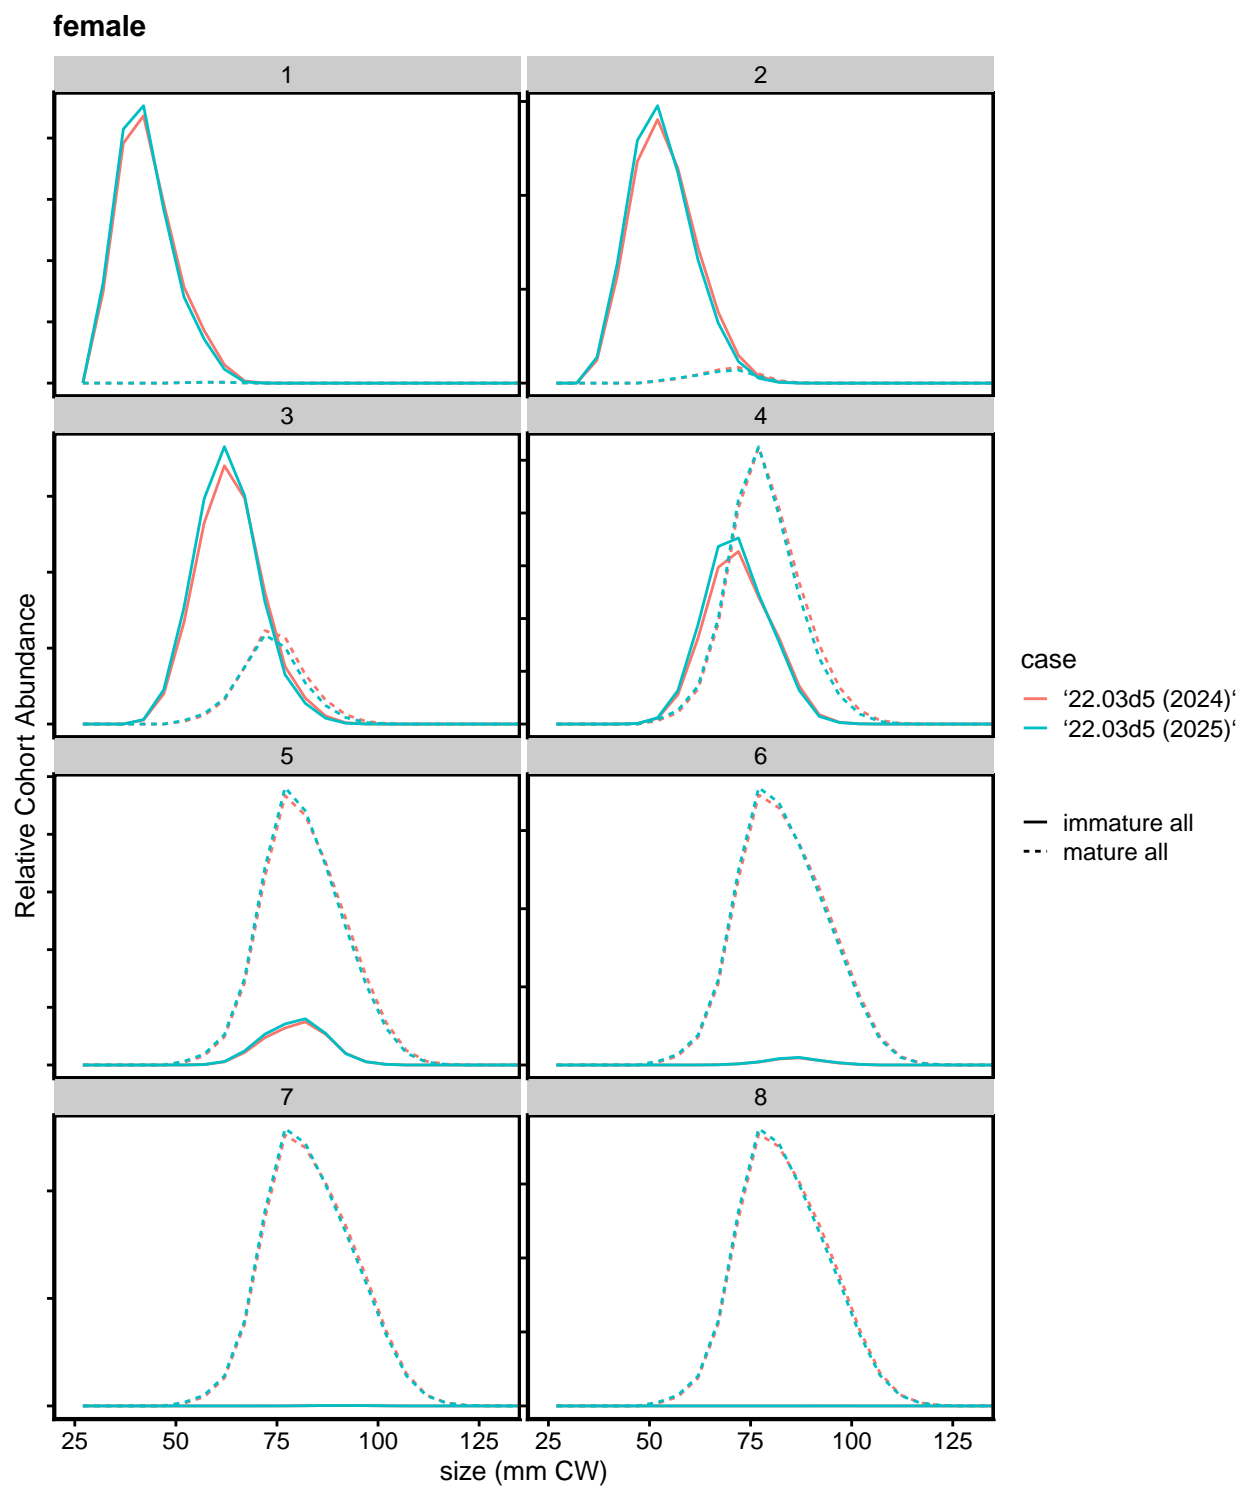 female
1
2
3
4
5
6
7
8
Relative Cohort Abundance
25 50 75 100 125 25 50 75 100 125
size (mm CW)
case
‘22.03d5 (2024)‘
‘22.03d5 (2025)‘
immature all
mature all